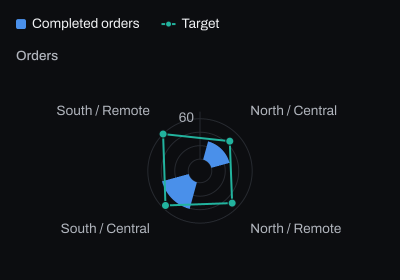 Completed orders
Target
Orders
South / Remote
60
North / Central
South / Central
North / Remote